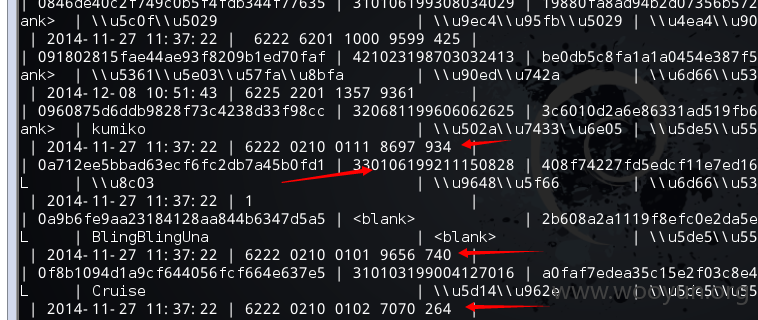 | 0846de40c2f749c0b5f4fdb344f77635 | 310106199308034029 | 19880fa8ad94b2d07356b572
ank> | \\u5c0f\\u5029 | \\u9ec4\\u95fb\\u5029 | \\u4ea4\\u90
| 2014-11-27 11:37:22 | 6222 6201 1000 9599 425 |
| 091802815fae44ae93f8209b1ed70faf | 421023198703032413 | be0db5c8fa1a1a0454e387f5
ank> | \\u5361\\u5e03\\u57fa\\u8bfa | \\u90ed\\u742a | \\u6d66\\u53
| 2014-12-08 10:51:43 | 6225 2201 1357 9361 |
| 0960875d6ddb9828f73c4238d33f98cc | 320681199606062625 | 3c6010d2a6e86331ad519fb6
ank> | kumiko | \\u502a\\u7433\\u6e05 | \\u5de5\\u55
| 2014-11-27 11:37:22 | 6222 0210 0111 8697 934 |
| 0a712ee5bbad63ecf6fc2db7a45b0fd1 | 330106199211150828 | 408f74227fd5edcf11e7ed16
L | \\u8c03 | \\u9648\\u5f66 | \\u6d66\\u53
| 2014-11-27 11:37:22 | 1 |
| 0a9b6fe9aa23184128aa844b6347d5a5 | <blank> | 2b608a2a1119f8efc0e2da5e
L | BlingBlingUna | <blank> | \\u5de5\\u55
| 2014-11-27 11:37:22 | 6222 0210 0101 9656 740 |
| 0f8b1094d1a9cf644056fcf664e637e5 | 310103199004127016 | a0faf7edea35c15e2f03c8e4
L | Cruise | \\u5d14\\u962e | \\u5de5\\u55
| 2014-11-27 11:37:22 | 6222 0210 0102 7070 264 |
www.wooyun.org